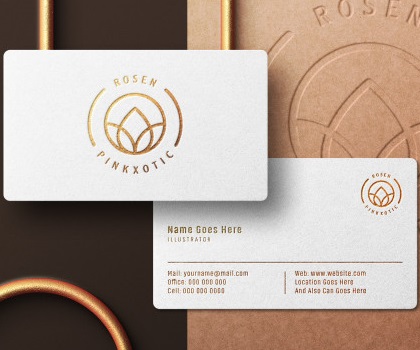 ROSEN
PINKXOTIC
ROSEN
ROSEN
PINKXOTIC
Name Goes Here
ILLUSTRATOR
Mail: yourname@mail.com
Office: 000 0000
Cell: 000 000 0000
Web: www.website.com
Location Goes Here
And Also Can Goes Here